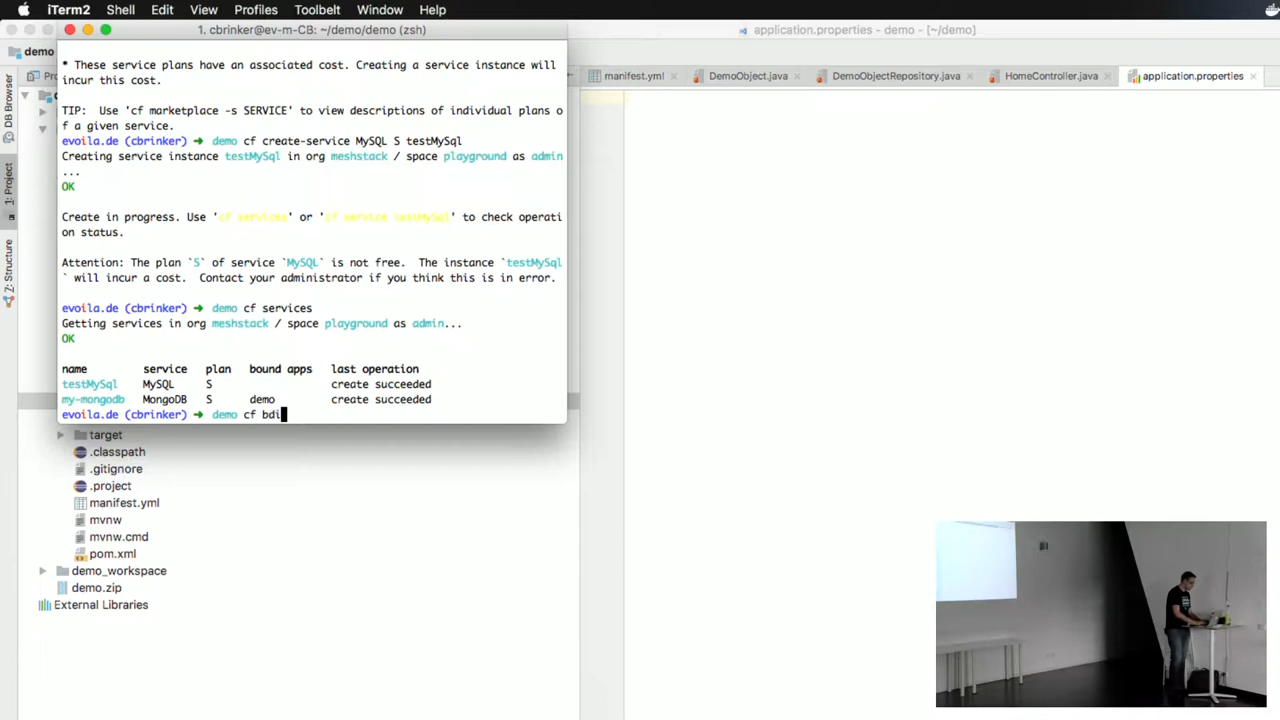 iTerm2 Shell Edit View Profiles Toolbelt Window Help
1. cbrinker@ev-m-CB: ~/demo/demo (zsh)
application.properties - demo - [~/demo]
demo
manifest.yml DemoObject.java DemoObjectRepository.java HomeController.java application.properties
DB Browser
1: Project
Z: Structure
* These service plans have an associated cost. Creating a service instance will
incur this cost.
TIP:  Use 'cf marketplace -s SERVICE' to view descriptions of individual plans o
f a given service.
evoila.de (cbrinker) ➜ demo cf create-service MySQL S testMySql
Creating service instance testMySql in org meshstack / space playground as admin
...
OK
Create in progress. Use 'cf services' or 'cf service testMySql' to check operati
on status.
Attention: The plan `S` of service `MySQL` is not free.  The instance `testMySql
` will incur a cost.  Contact your administrator if you think this is in error.
evoila.de (cbrinker) ➜ demo cf services
Getting services in org meshstack / space playground as admin...
OK
name service plan bound apps last operation
testMySql MySQL S create succeeded
my-mongodb MongoDB S demo create succeeded
evoila.de (cbrinker) ➜ demo cf bdi
target
.classpath
.gitignore
.project
manifest.yml
mvnw
mvnw.cmd
pom.xml
demo_workspace
demo.zip
External Libraries